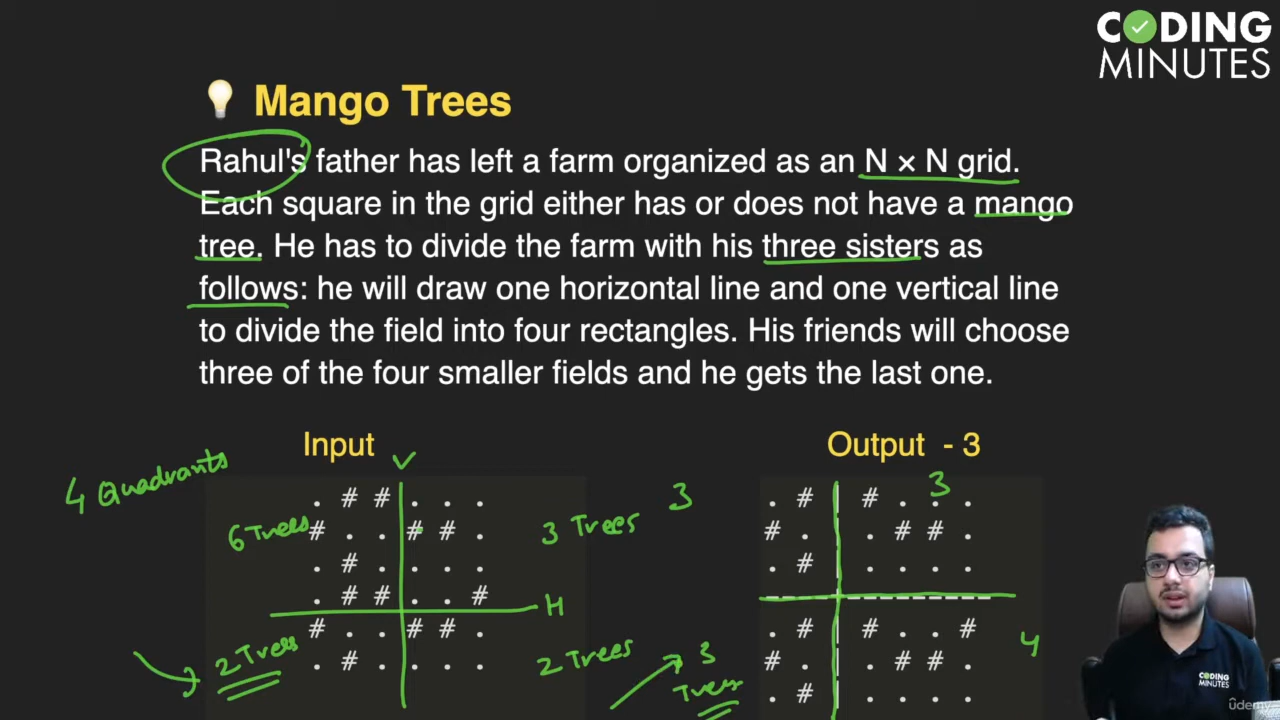 CODING
MINUTES
Mango Trees
Rahul's father has left a farm organized as an N × N grid.
Each square in the grid either has or does not have a mango
tree. He has to divide the farm with his three sisters as
follows: he will draw one horizontal line and one vertical line
to divide the field into four rectangles. His friends will choose
three of the four smaller fields and he gets the last one.
4 Quadrants
Input
V
. # # . . .
# . . # # .
. # . . . .
. # # . . #
# . . # # .
. # . . . .
6 Trees
3 Trees
H
2 Trees
2 Trees
Output - 3
3
3
. # | # . . .
# . | . # # .
. # | . . . .
. # | # . . #
# . | . # # .
. # | . . . .
4
3
Trees
CODING
MINUTES
ûdemy